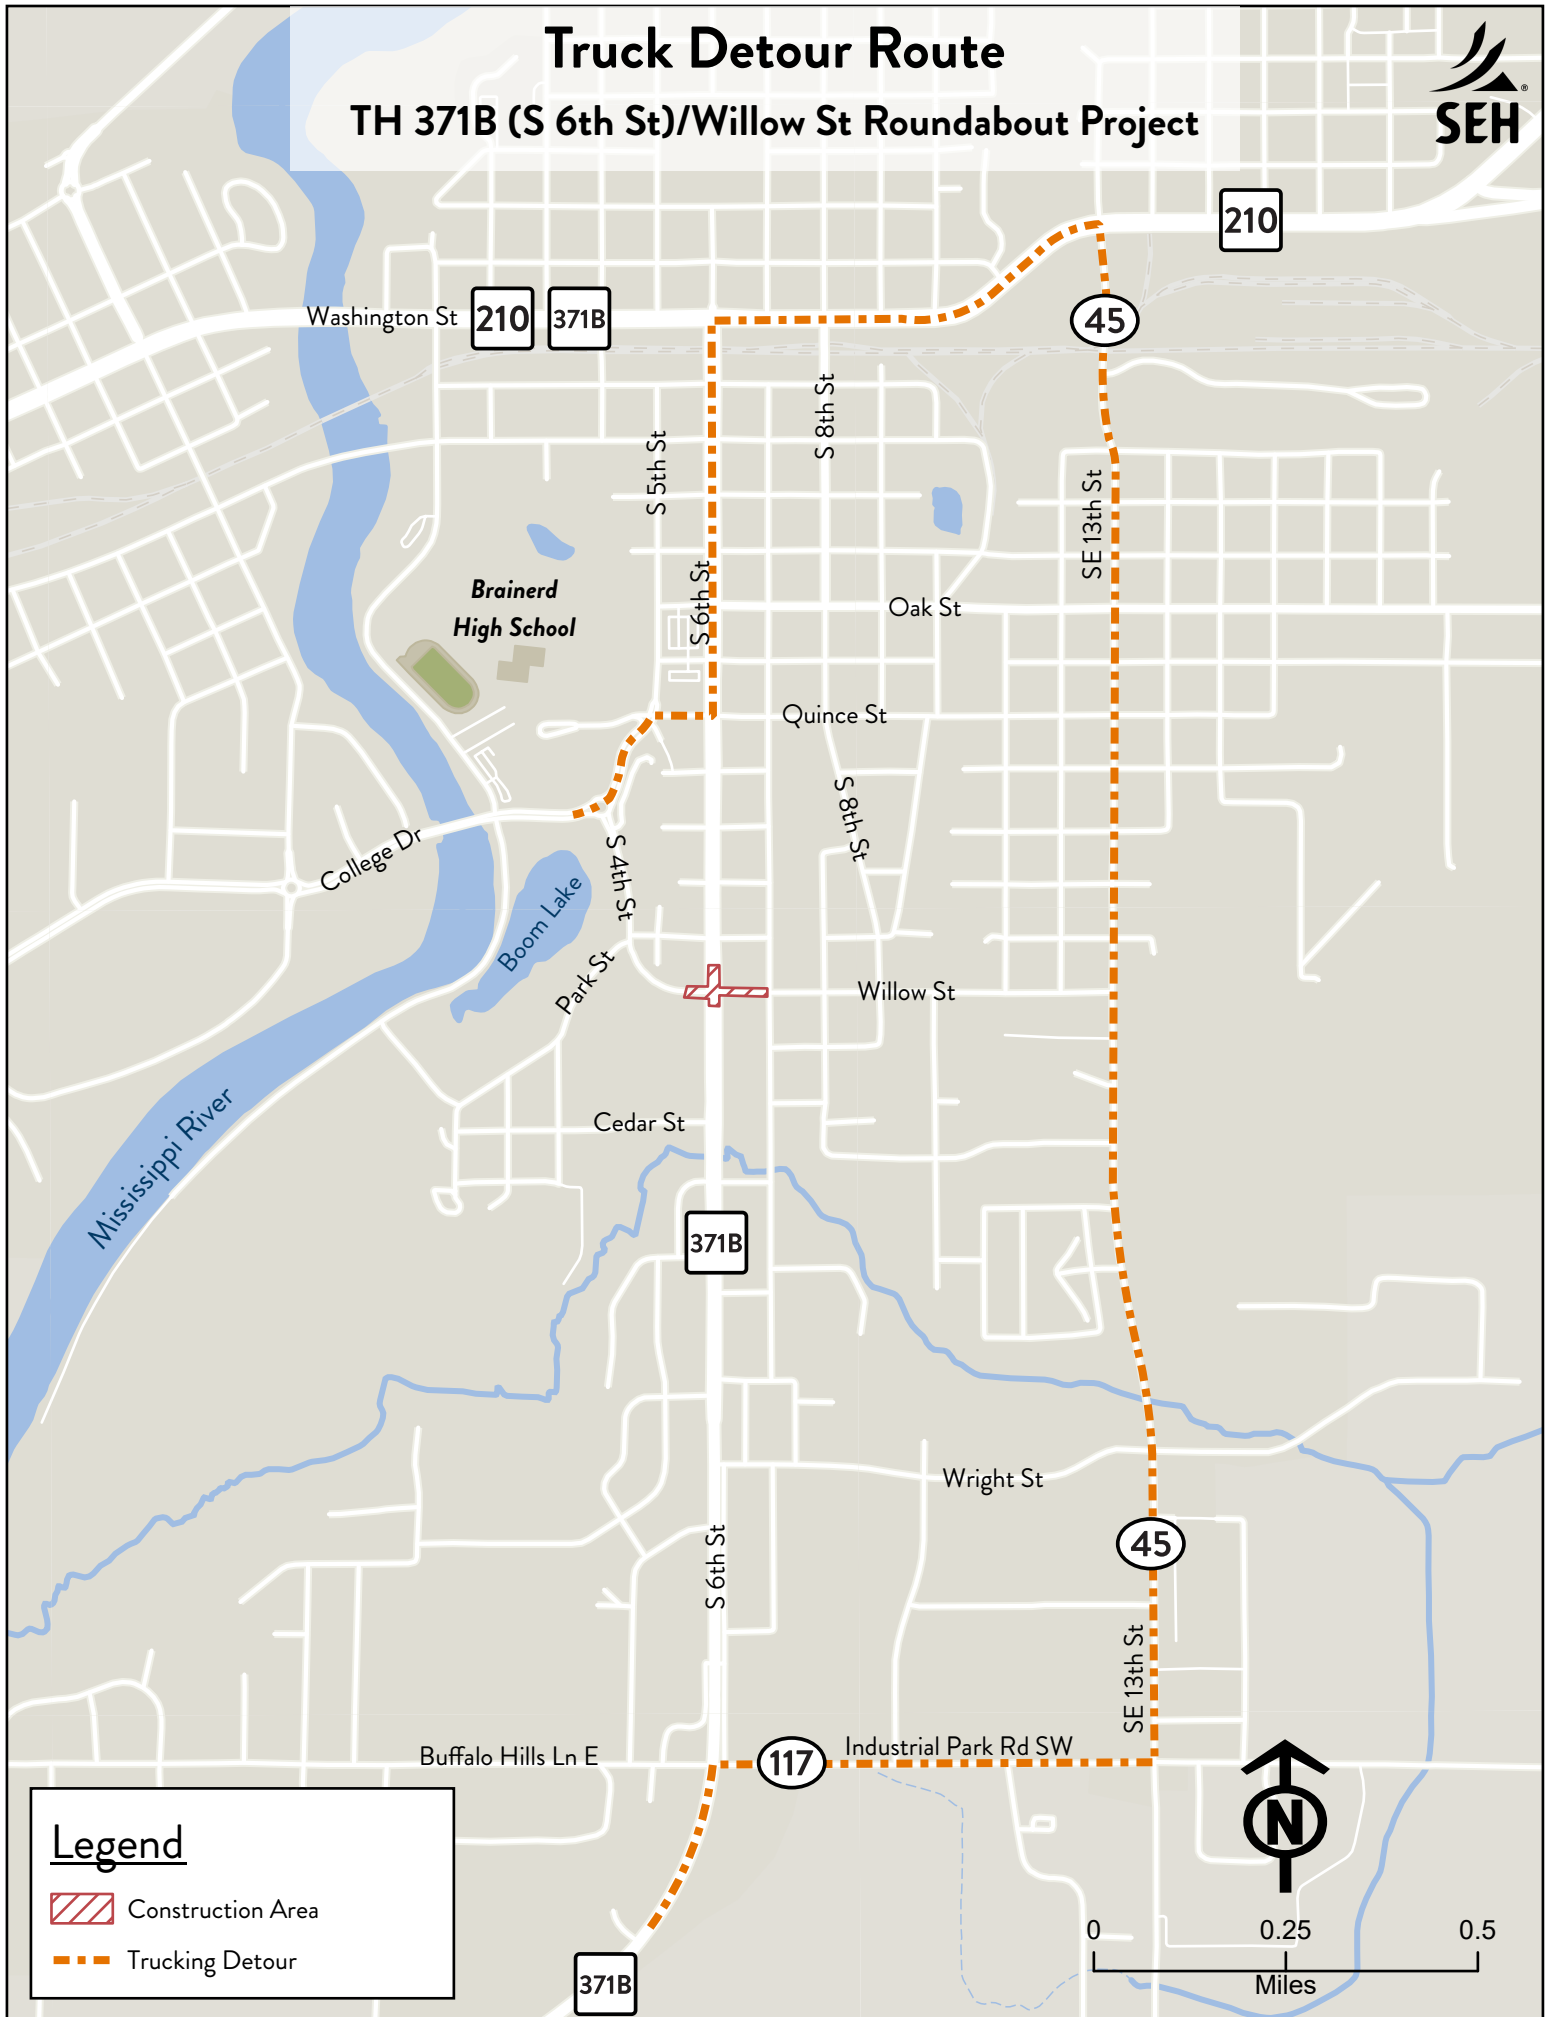 Truck Detour Route
TH 371B (S 6th St)/Willow St Roundabout Project
SEH
®
210
Washington St
210
371B
45
S 8th St
S 5th St
SE 13th St
S 6th St
Brainerd
High School
Oak St
Quince St
S 8th St
College Dr
S 4th St
Boom Lake
Park St
Willow St
Mississippi River
Cedar St
371B
Wright St
S 6th St
45
SE 13th St
Buffalo Hills Ln E
117
Industrial Park Rd SW
N
Legend
Construction Area
Trucking Detour
371B
0 0.25 0.5
Miles